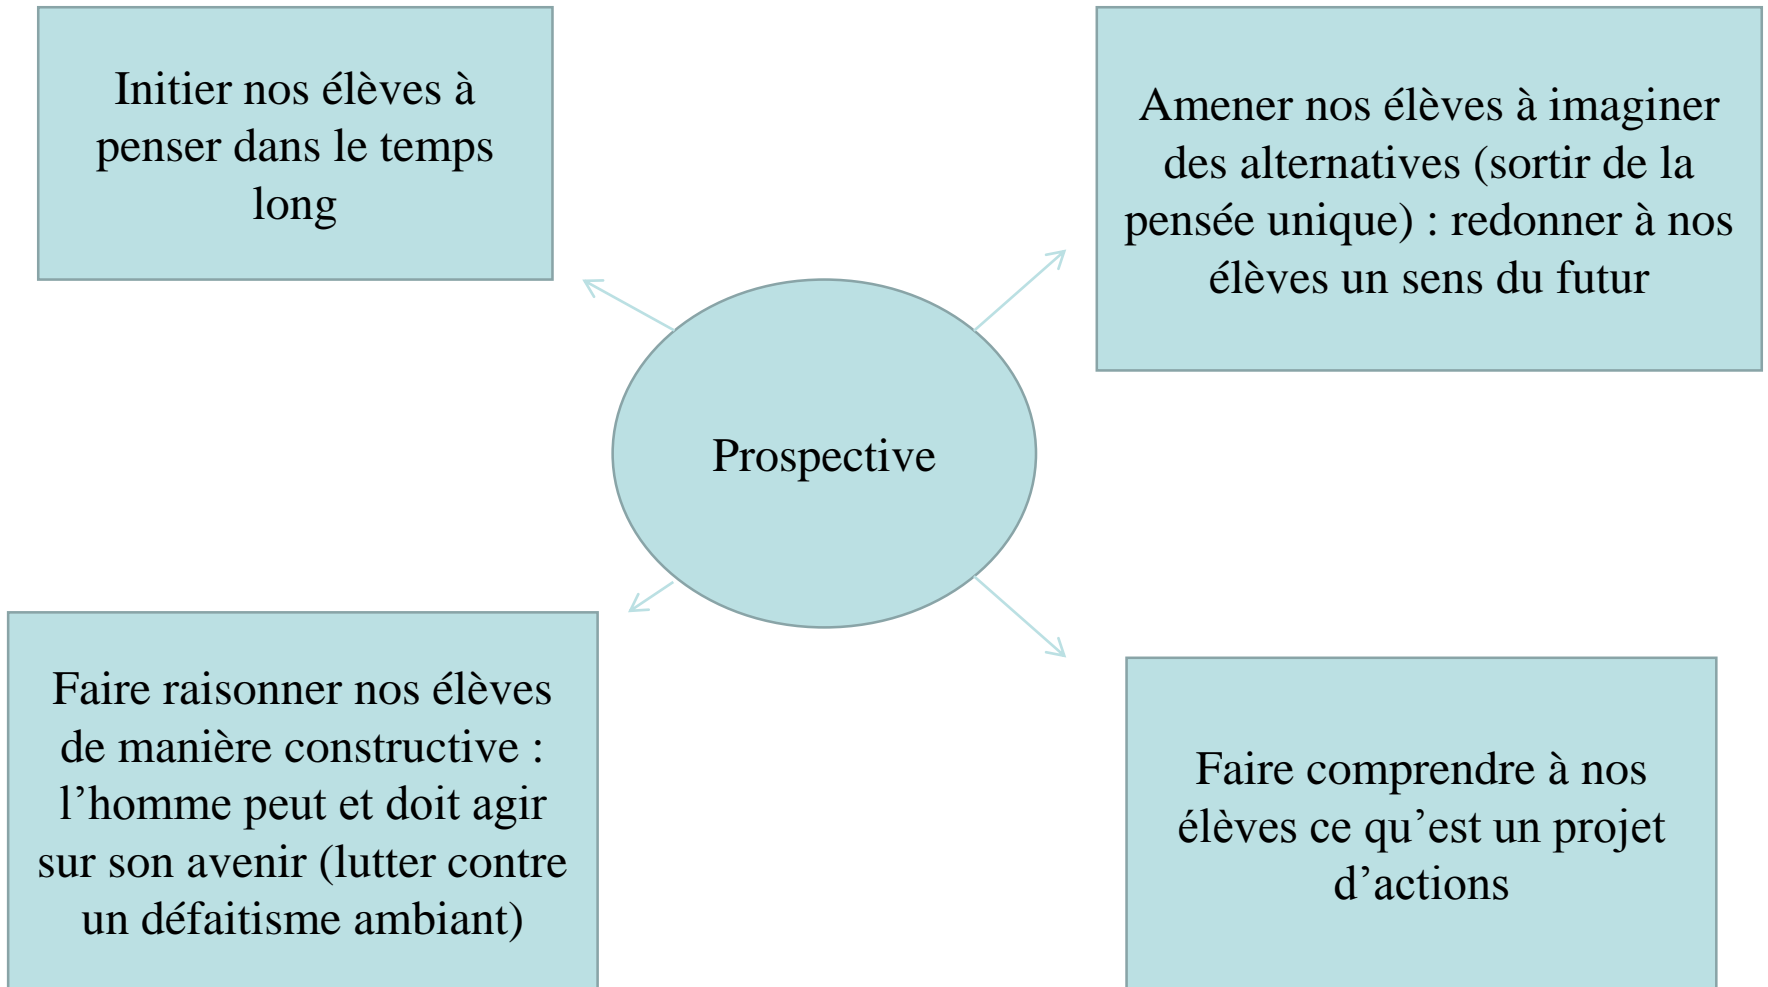 Initier nos élèves à
penser dans le temps
long
Amener nos élèves à imaginer
des alternatives (sortir de la
pensée unique) : redonner à nos
élèves un sens du futur
Prospective
Faire raisonner nos élèves
de manière constructive :
l’homme peut et doit agir
sur son avenir (lutter contre
un défaitisme ambiant)
Faire comprendre à nos
élèves ce qu’est un projet
d’actions